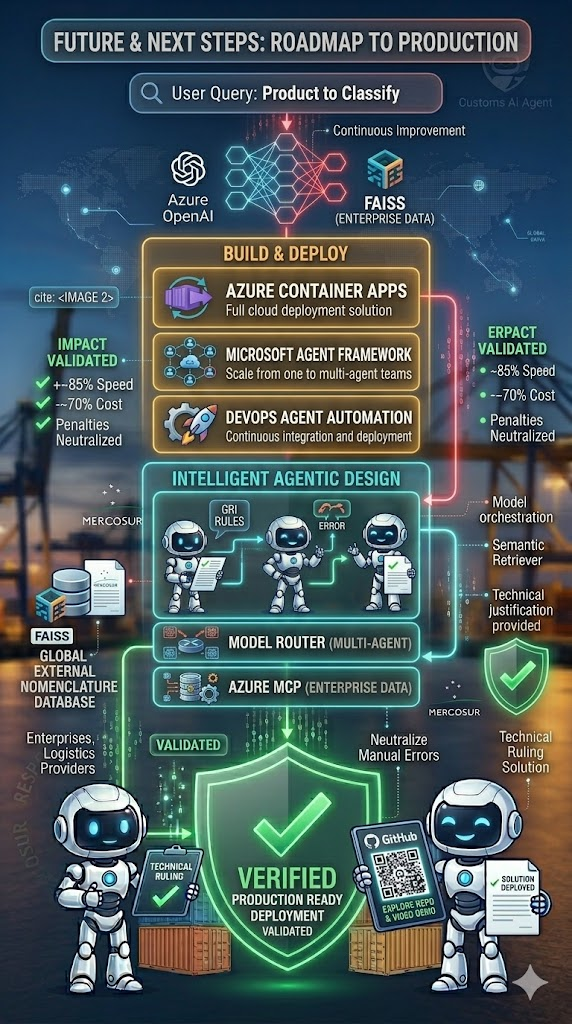 FUTURE & NEXT STEPS: ROADMAP TO PRODUCTION
User Query: Product to Classify
Customs AI Agent
Continuous Improvement
Azure
OpenAI
FAISS
(ENTERPRISE DATA)
BUILD & DEPLOY
cite: <IMAGE 2>
AZURE CONTAINER APPS
Full cloud deployment solution
IMPACT
VALIDATED
+-~85% Speed
-~70% Cost
Penalties
Neutralized
MICROSOFT AGENT FRAMEWORK
Scale from one to multi-agent teams
ERPACT
VALIDATED
~85% Speed
-~70% Cost
Penalties
Neutralized
DEVOPS AGENT AUTOMATION
Continuous integration and deployment
INTELLIGENT AGENTIC DESIGN
GRI
RULES
ERROR
MERCOSUR
Model
orchestration
Semantic
Retriever
Technical
justification
provided
MERCOSUR
FAISS
GLOBAL
EXTERNAL
NOMENCLATURE
DATABASE
MODEL ROUTER (MULTI-AGENT)
AZURE MCP (ENTERPRISE DATA)
MERCOSUR
Enterprises,
Logistics
Providers
VALIDATED
Neutralize
Manual Errors
Technical
Ruling
Solution
TECHNICAL
RULING
VERIFIED
PRODUCTION READY
DEPLOYMENT
VALIDATED
GitHub
EXPLORE REPO
& VIDEO DEMO
SOLUTION
DEPLOYED